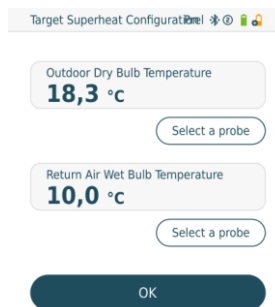 Target Superheat Configuration
Outdoor Dry Bulb Temperature
18,3 °C
Select a probe
Return Air Wet Bulb Temperature
10,0 °C
Select a probe
OK